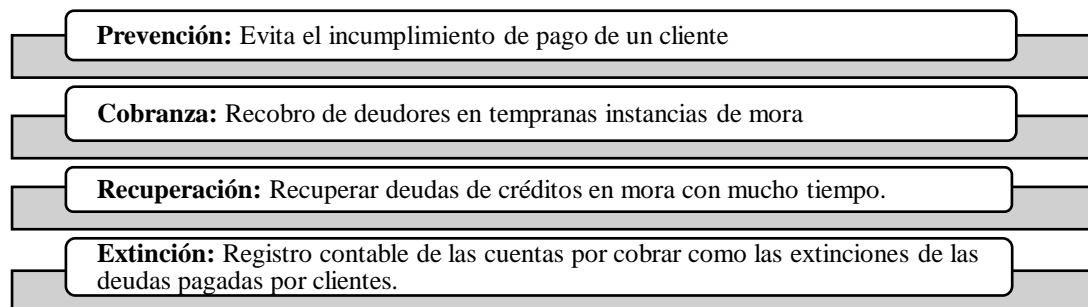 Prevención: Evita el incumplimiento de pago de un cliente
Cobranza: Recobro de deudores en tempranas instancias de mora
Recuperación: Recuperar deudas de créditos en mora con mucho tiempo.
Extinción: Registro contable de las cuentas por cobrar como las extinciones de las
deudas pagadas por clientes.